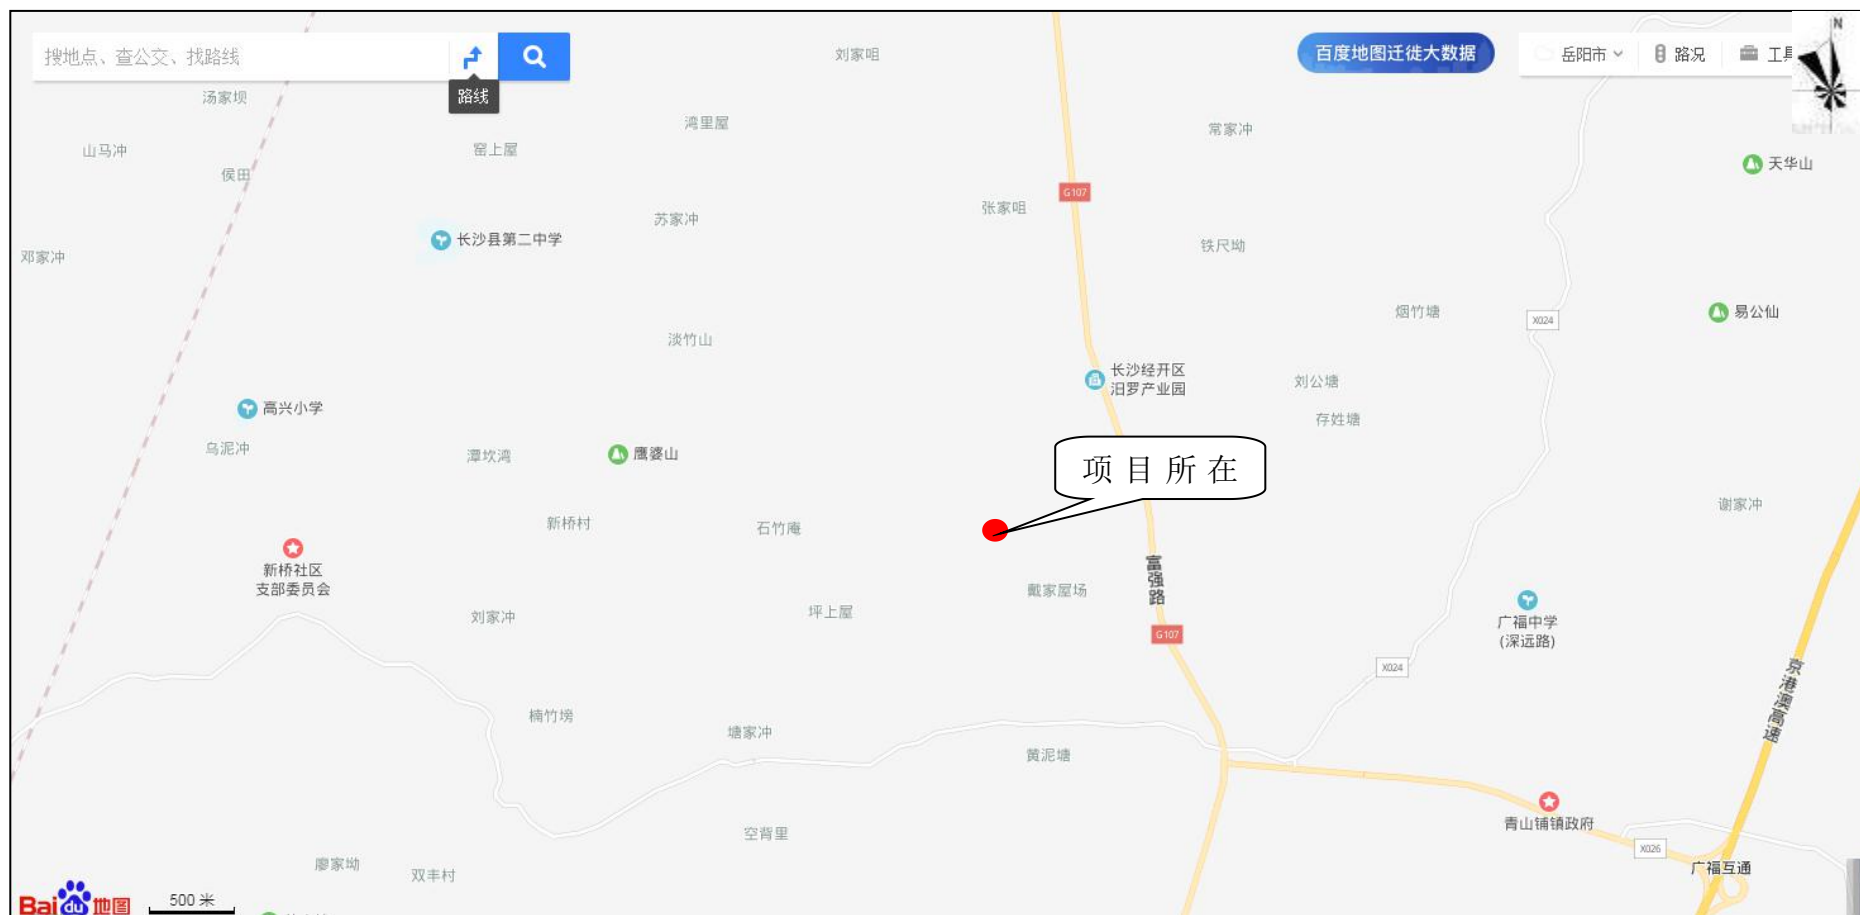 N
搜地点、查公交、找路线
路线
刘家咀
百度地图迁徙大数据
岳阳市
路况
工具
汤家坝
湾里屋
常家冲
山马冲
窑上屋
侯田
天华山
G107
张家咀
苏家冲
长沙县第二中学
铁尺坳
邓家冲
烟竹塘
X024
易公仙
淡竹山
长沙经开区
汨罗产业园
刘公塘
高兴小学
存姓塘
乌泥冲
潭坎湾
鹰婆山
项目所在
谢家冲
新桥村
石竹庵
新桥社区
支部委员会
富强路
戴家屋场
刘家冲
坪上屋
广福中学
(深远路)
G107
X024
京港澳高速
楠竹塝
塘家冲
黄泥塘
青山铺镇政府
空背里
X026
廖家坳
双丰村
广福互通
Bai du 地图
500 米